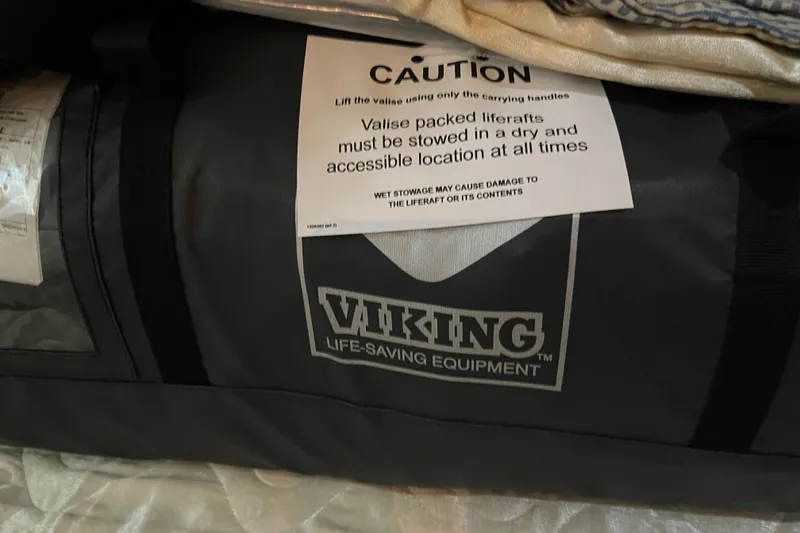 CAUTION
Lift the valise using only the carrying handles
Valise packed liferafts
must be stowed in a dry and
accessible location at all times
WET STOWAGE MAY CAUSE DAMAGE TO
THE LIFERAFT OR ITS CONTENTS
VIKING
LIFE-SAVING EQUIPMENT™